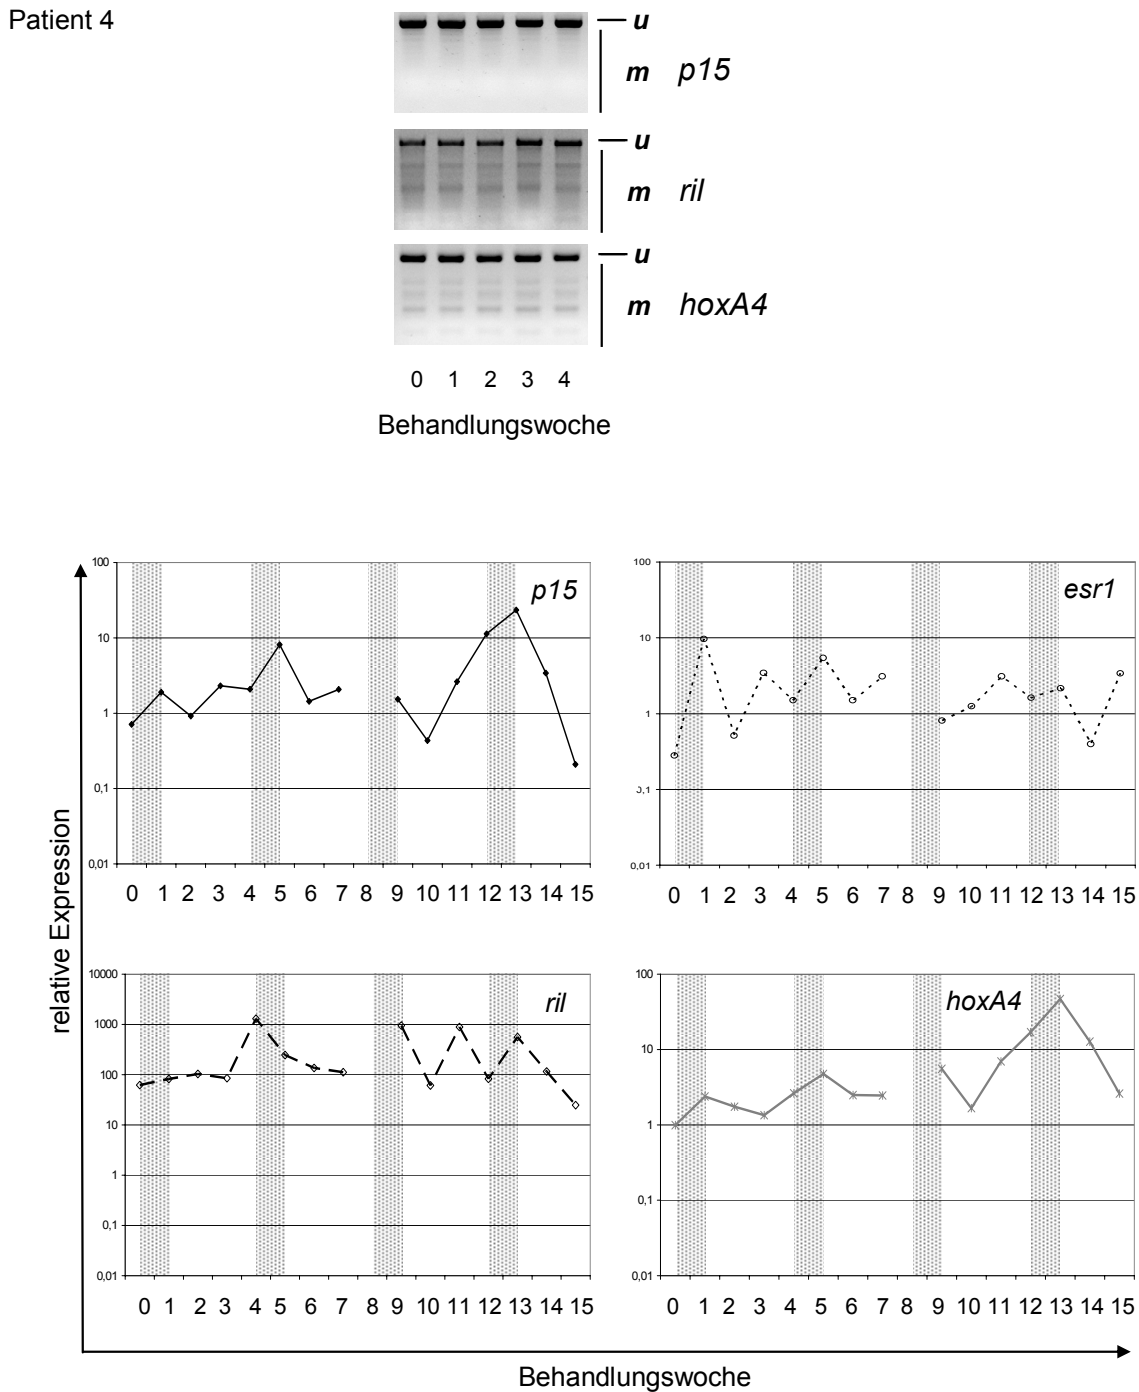 Patient 4
u
m p15
u
m ril
u
m hoxA4
0 1 2 3 4
Behandlungswoche
relative Expression
100
10
1
0,1
0,01
p15
0 1 2 3 4 5 6 7 8 9 10 11 12 13 14 15
100
10
1
0,1
0,01
esr1
0 1 2 3 4 5 6 7 8 9 10 11 12 13 14 15
10000
1000
100
10
1
0,1
0,01
ril
0 1 2 3 4 5 6 7 8 9 10 11 12 13 14 15
100
10
1
0,1
0,01
hoxA4
0 1 2 3 4 5 6 7 8 9 10 11 12 13 14 15
Behandlungswoche